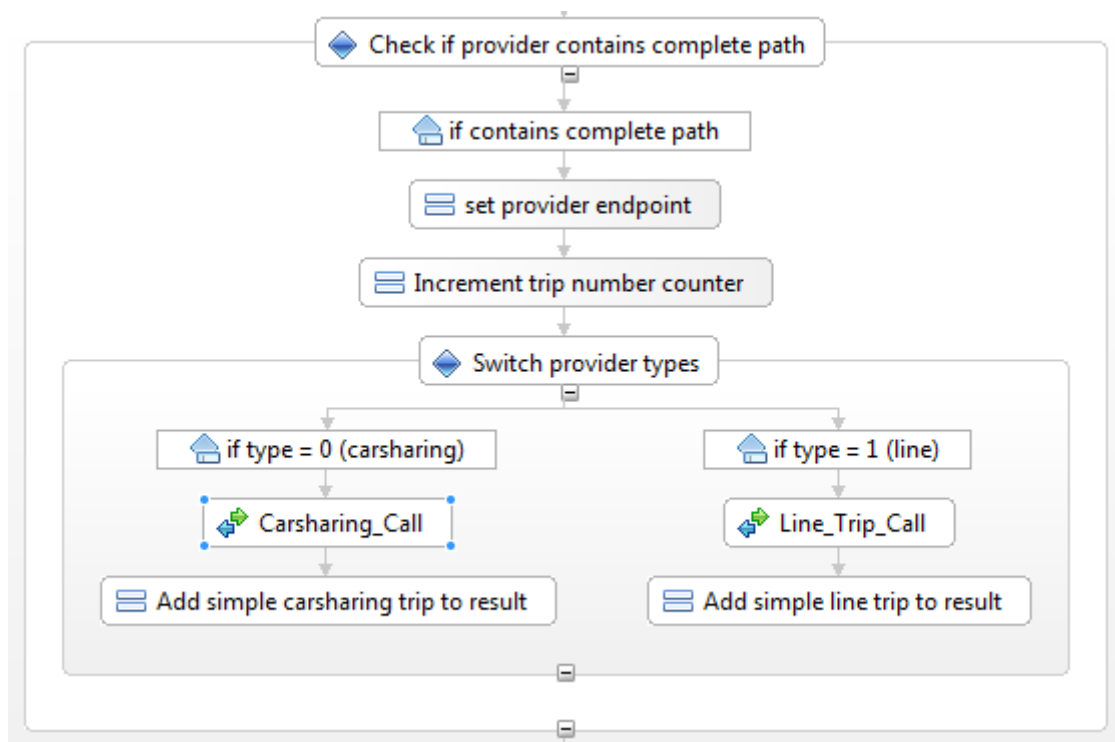 Check if provider contains complete path
if contains complete path
set provider endpoint
Increment trip number counter
Switch provider types
if type = 0 (carsharing)
if type = 1 (line)
Carsharing_Call
Line_Trip_Call
Add simple carsharing trip to result
Add simple line trip to result